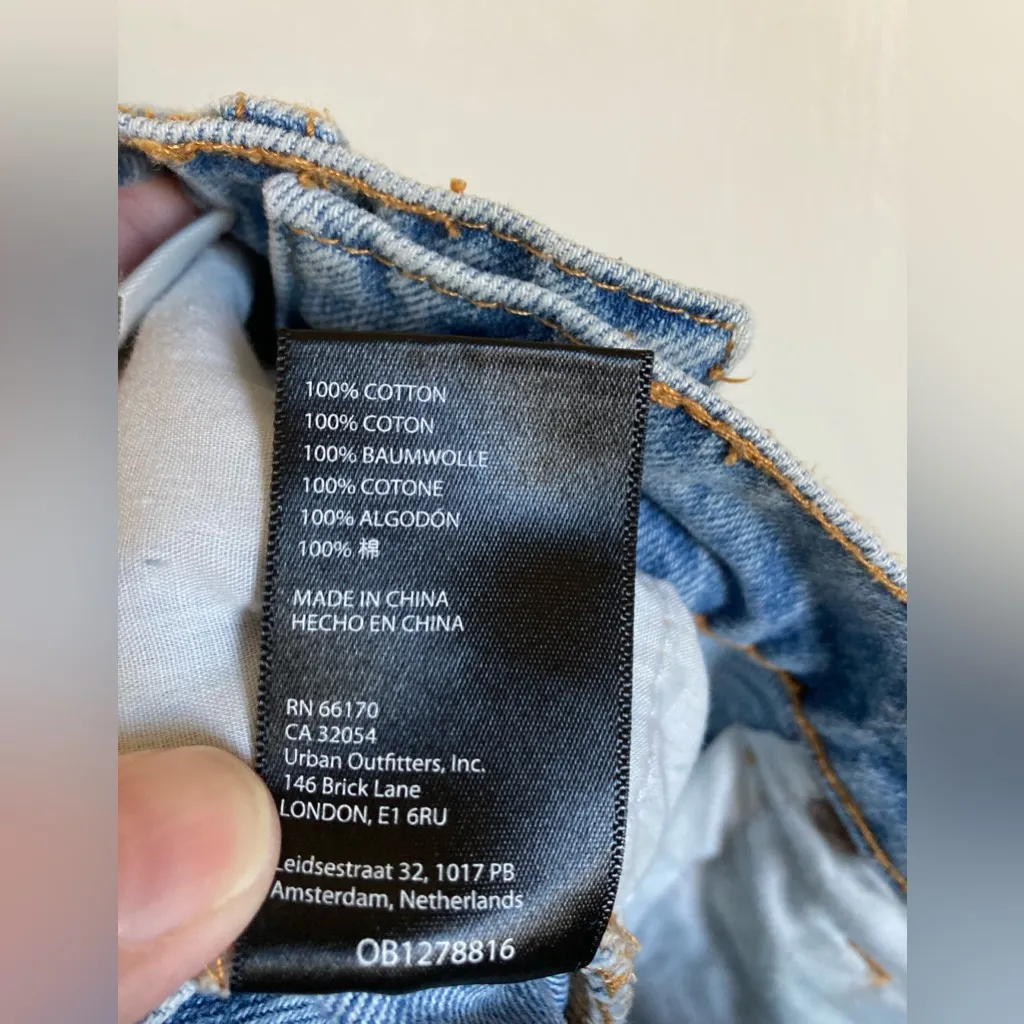 100% COTTON
100% COTON
100% BAUMWOLLE
100% COTONE
100% ALGODÓN
100% 棉
MADE IN CHINA
HECHO EN CHINA
RN 66170
CA 32054
Urban Outfitters, Inc.
146 Brick Lane
LONDON, E1 6RU
Leidsestraat 32, 1017 PB
Amsterdam, Netherlands
OB1278816